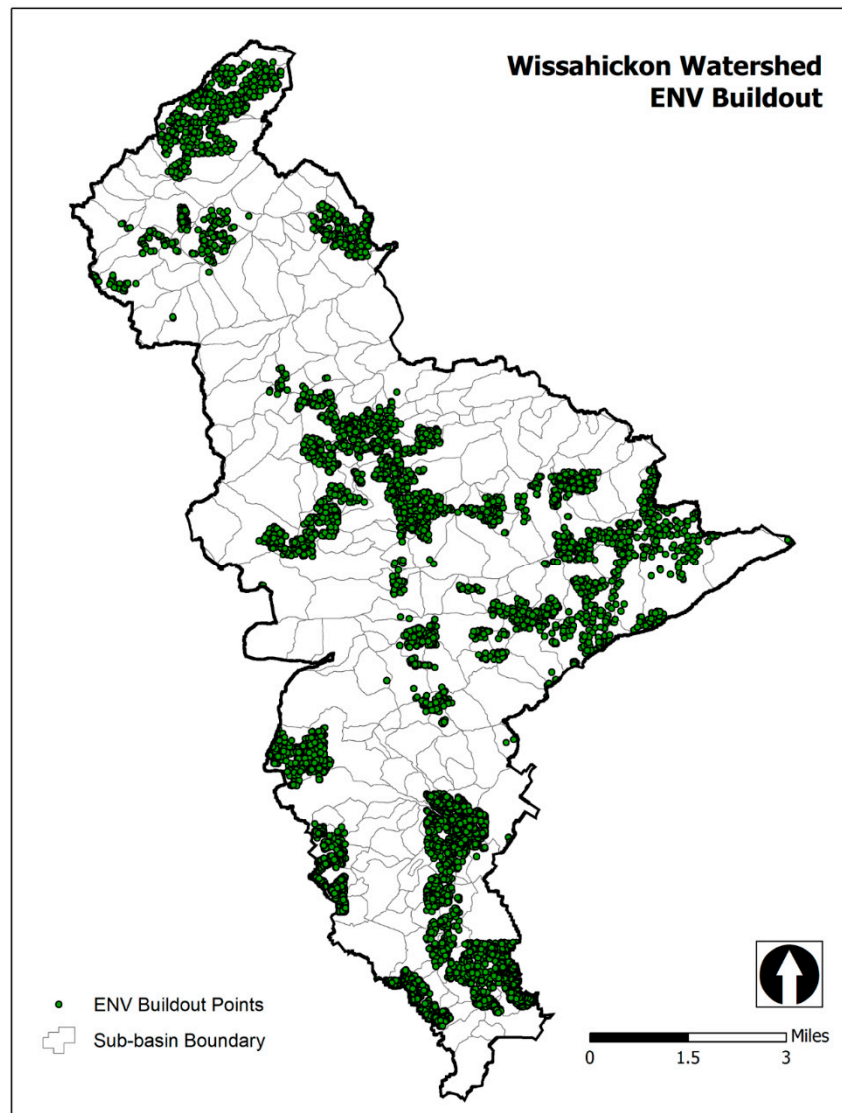 Wissahickon Watershed
ENV Buildout
ENV Buildout Points
Sub-basin Boundary
Miles
0 1.5 3